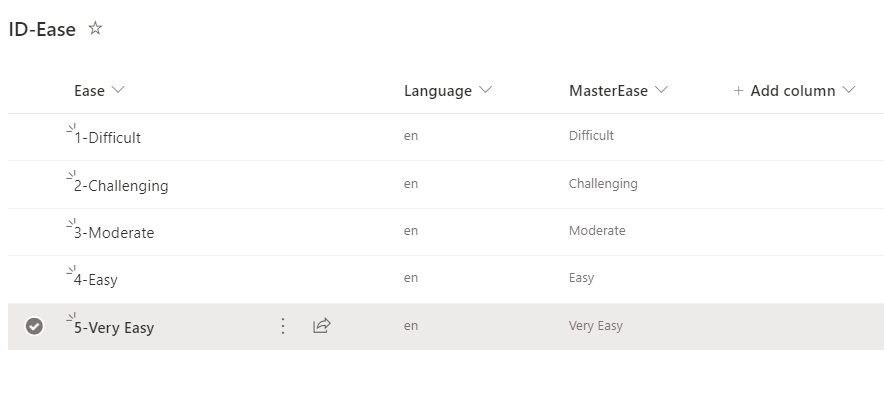 ID-Ease
Ease Language MasterEase + Add column
1-Difficult en Difficult
2-Challenging en Challenging
3-Moderate en Moderate
4-Easy en Easy
5-Very Easy en Very Easy